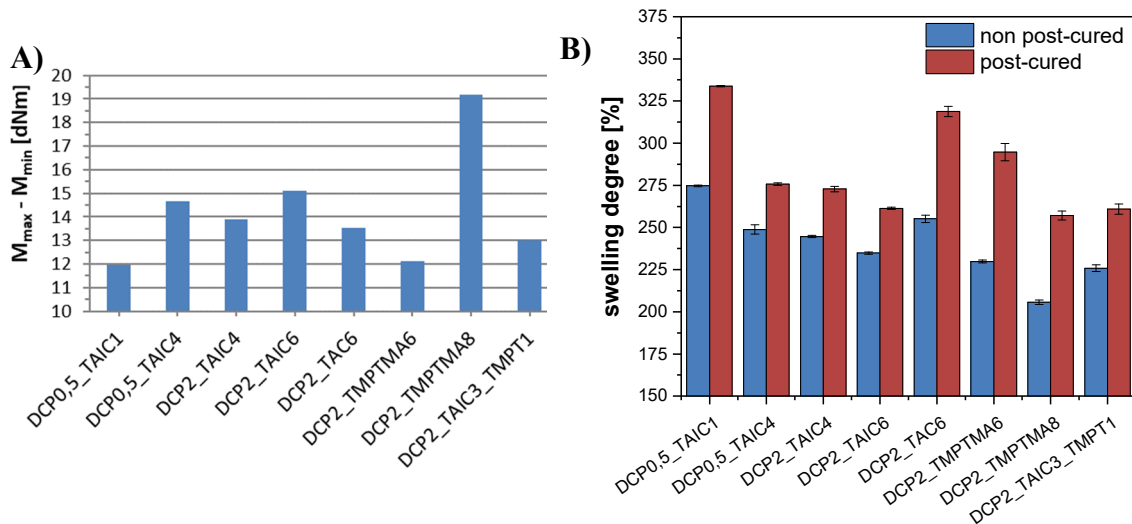 A)
M_max - M_min [dNm]
20
19
18
17
16
15
14
13
12
11
10
DCP0,5_TAIC1
DCP0,5_TAIC4
DCP2_TAIC4
DCP2_TAIC6
DCP2_TAC6
DCP2_TMPTMA6
DCP2_TMPTMA8
DCP2_TAIC3_TMPT1
B)
swelling degree [%]
375
350
325
300
275
250
225
200
175
150
non post-cured
post-cured
DCP0,5_TAIC1
DCP0,5_TAIC4
DCP2_TAIC4
DCP2_TAIC6
DCP2_TAC6
DCP2_TMPTMA6
DCP2_TMPTMA8
DCP2_TAIC3_TMPT1